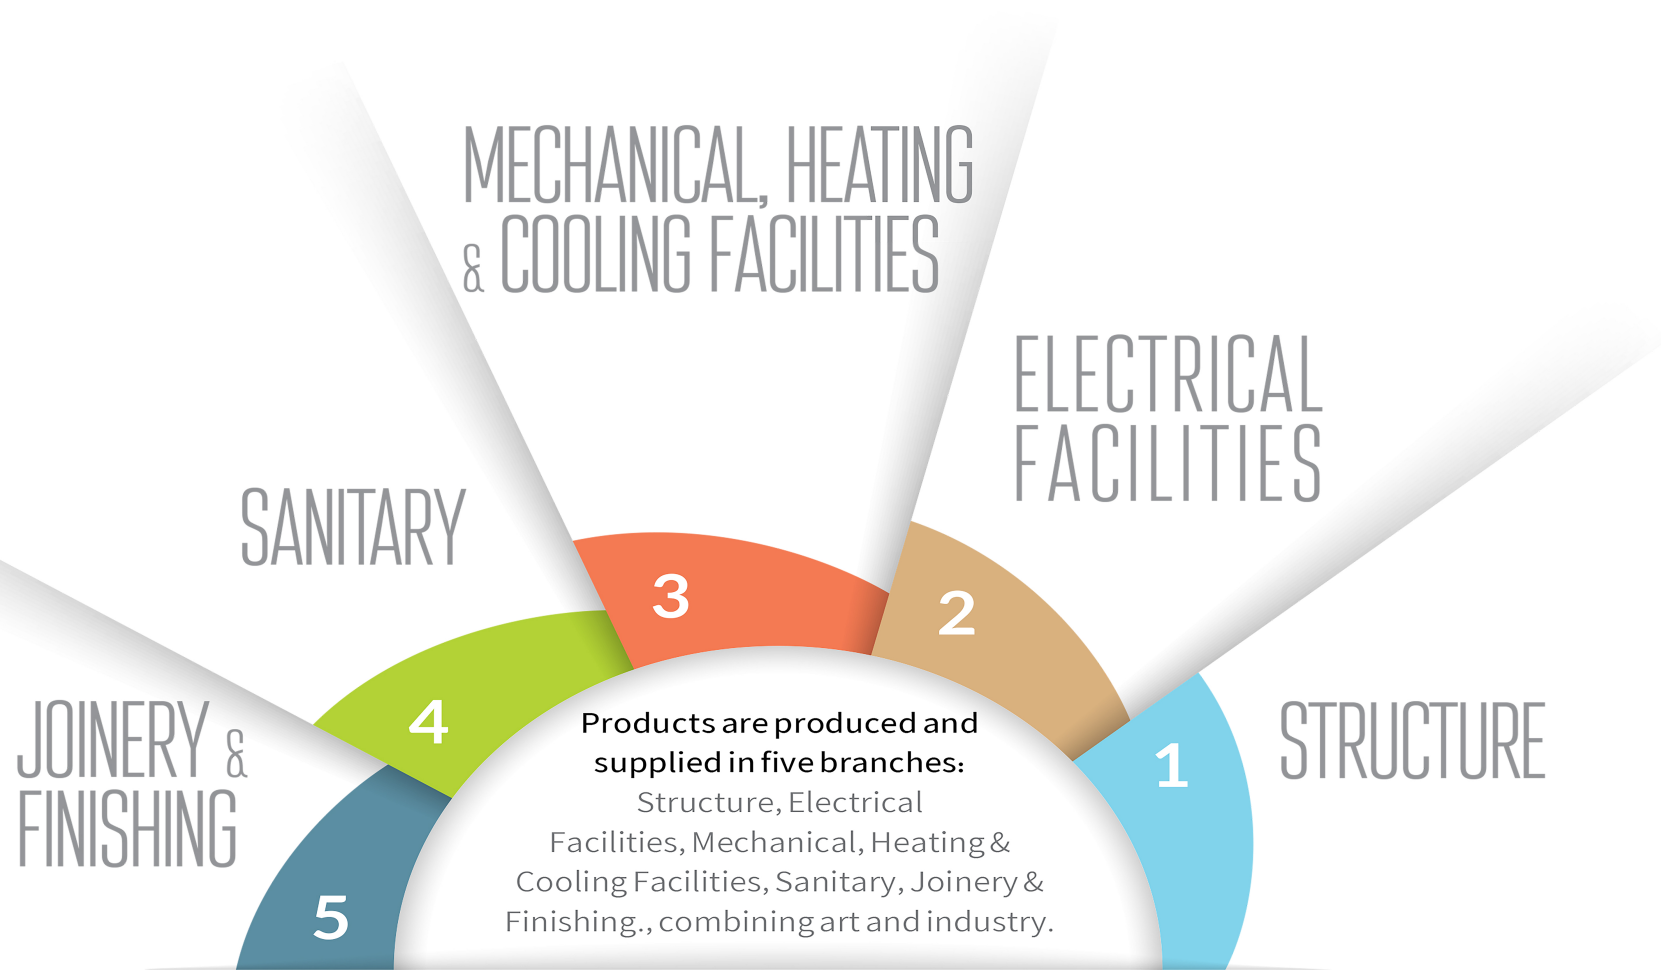 MECHANICAL, HEATING
& COOLING FACILITIES
ELECTRICAL
FACILITIES
SANITARY
JOINERY &
FINISHING
STRUCTURE
3
2
4
1
5
Products are produced and
supplied in five branches:
Structure, Electrical
Facilities, Mechanical, Heating &
Cooling Facilities, Sanitary, Joinery &
Finishing., combining art and industry.